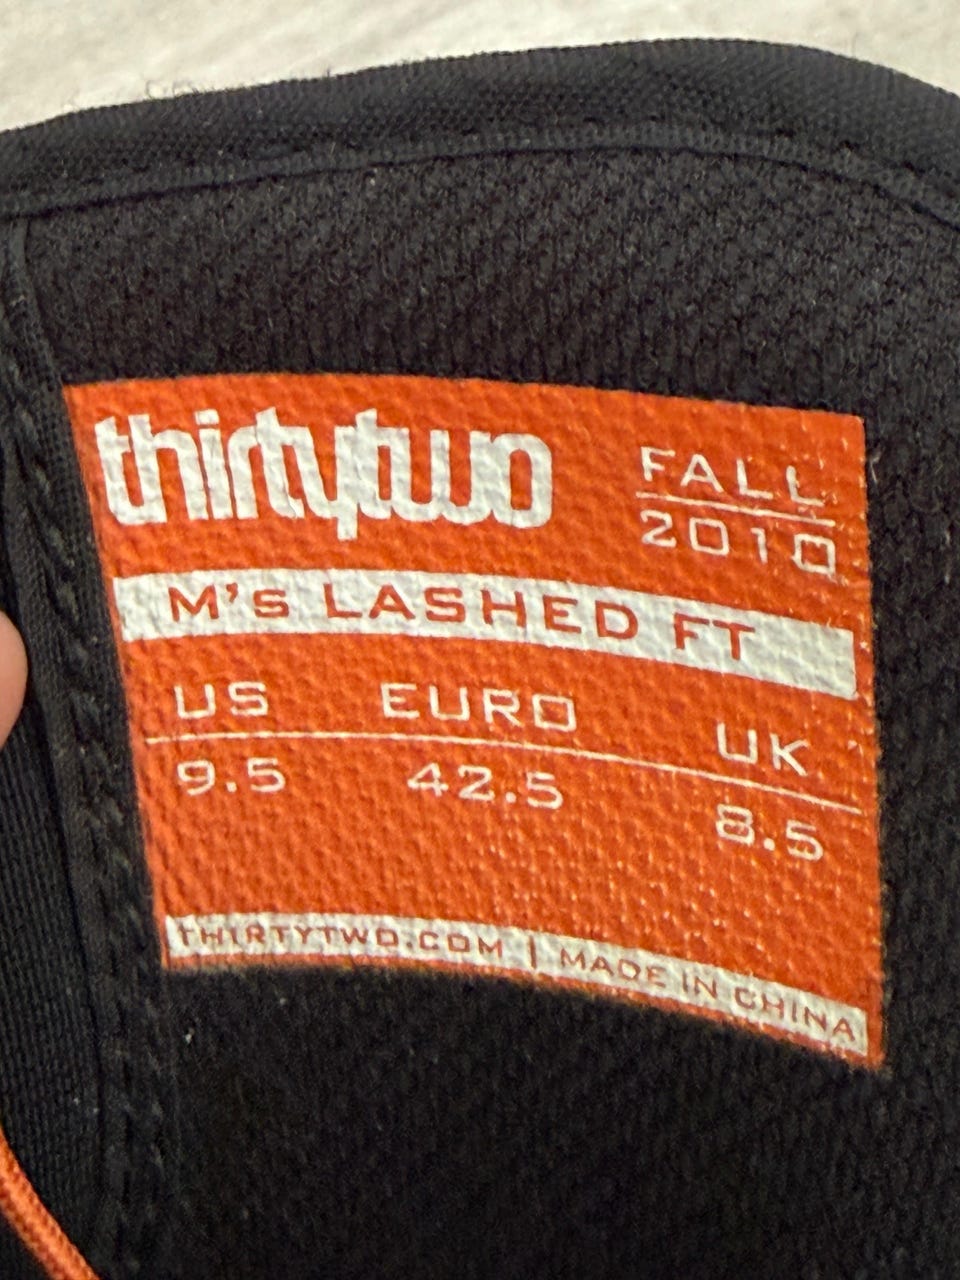 thirtytwo
FALL
2010
M's LASHED FT
US EURO UK
9.5 42.5 8.5
THIRTYTWO.COM | MADE IN CHINA